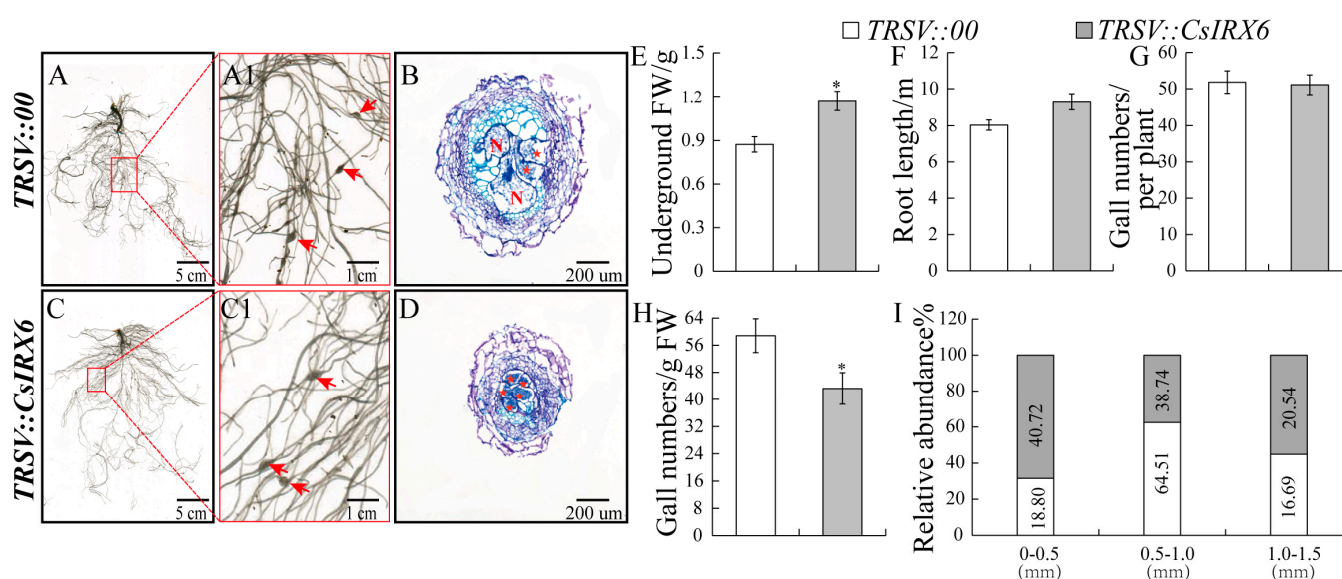 TRSV::00
TRSV::CsIRX6
TRSV::00
A
5 cm
A1
1 cm
B
N
N
200 um
E
Underground FW/g
1.5
1.2
0.9
0.6
0.3
0
*
F
Root length/m
12
10
8
6
4
2
0
G
Gall numbers/
per plant
60
50
40
30
20
10
0
TRSV::CsIRX6
C
5 cm
C1
1 cm
D
200 um
H
Gall numbers/g FW
64
56
48
40
32
24
16
8
0
*
I
Relative abundance%
100
80
60
40
20
0
40.72
18.80
38.74
64.51
20.54
16.69
0-0.5
(mm)
0.5-1.0
(mm)
1.0-1.5
(mm)